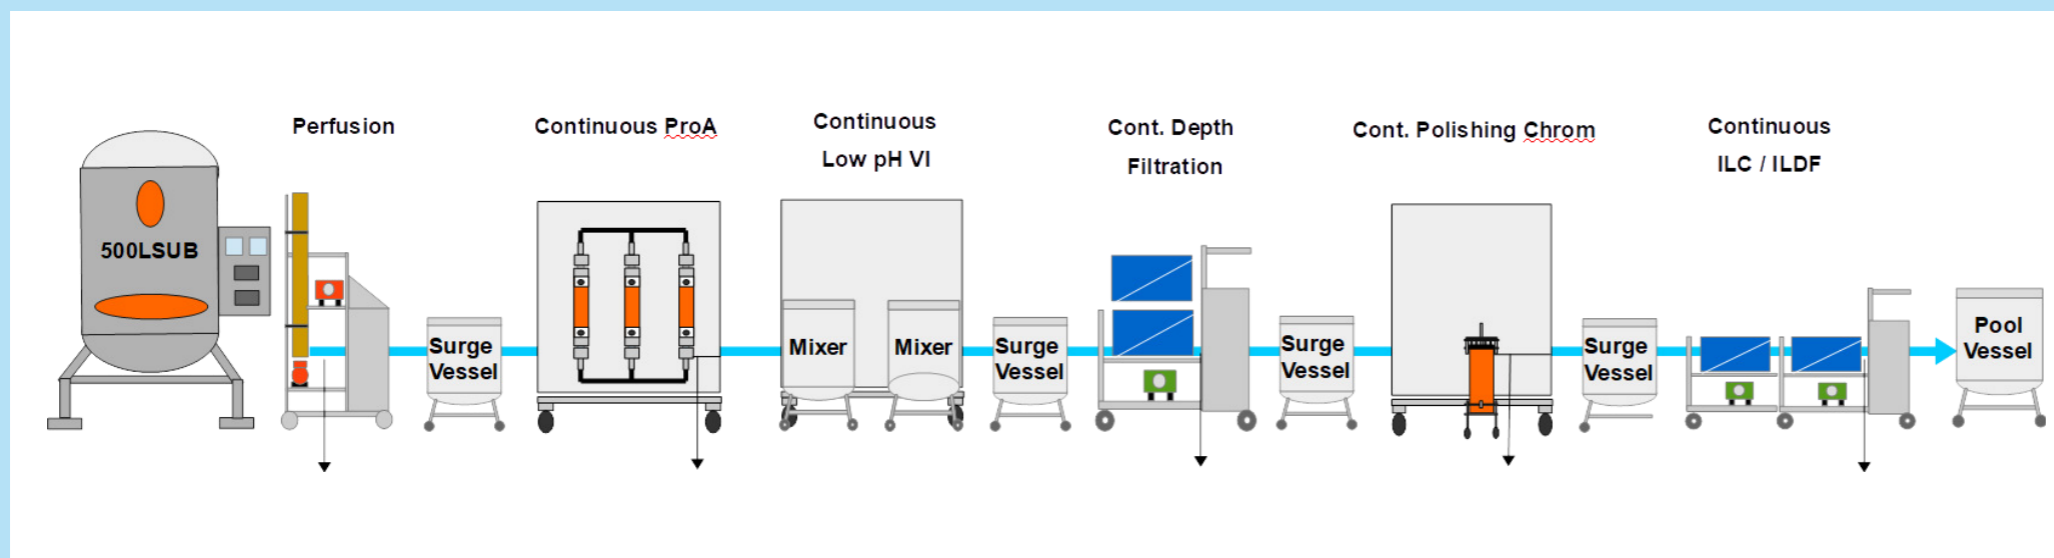 Perfusion
Continuous ProA
Continuous
Low pH VI
Cont. Depth
Filtration
Cont. Polishing Chrom
Continuous
ILC / ILDF
500LSUB
Surge
Vessel
Mixer
Mixer
Surge
Vessel
Surge
Vessel
Surge
Vessel
Pool
Vessel